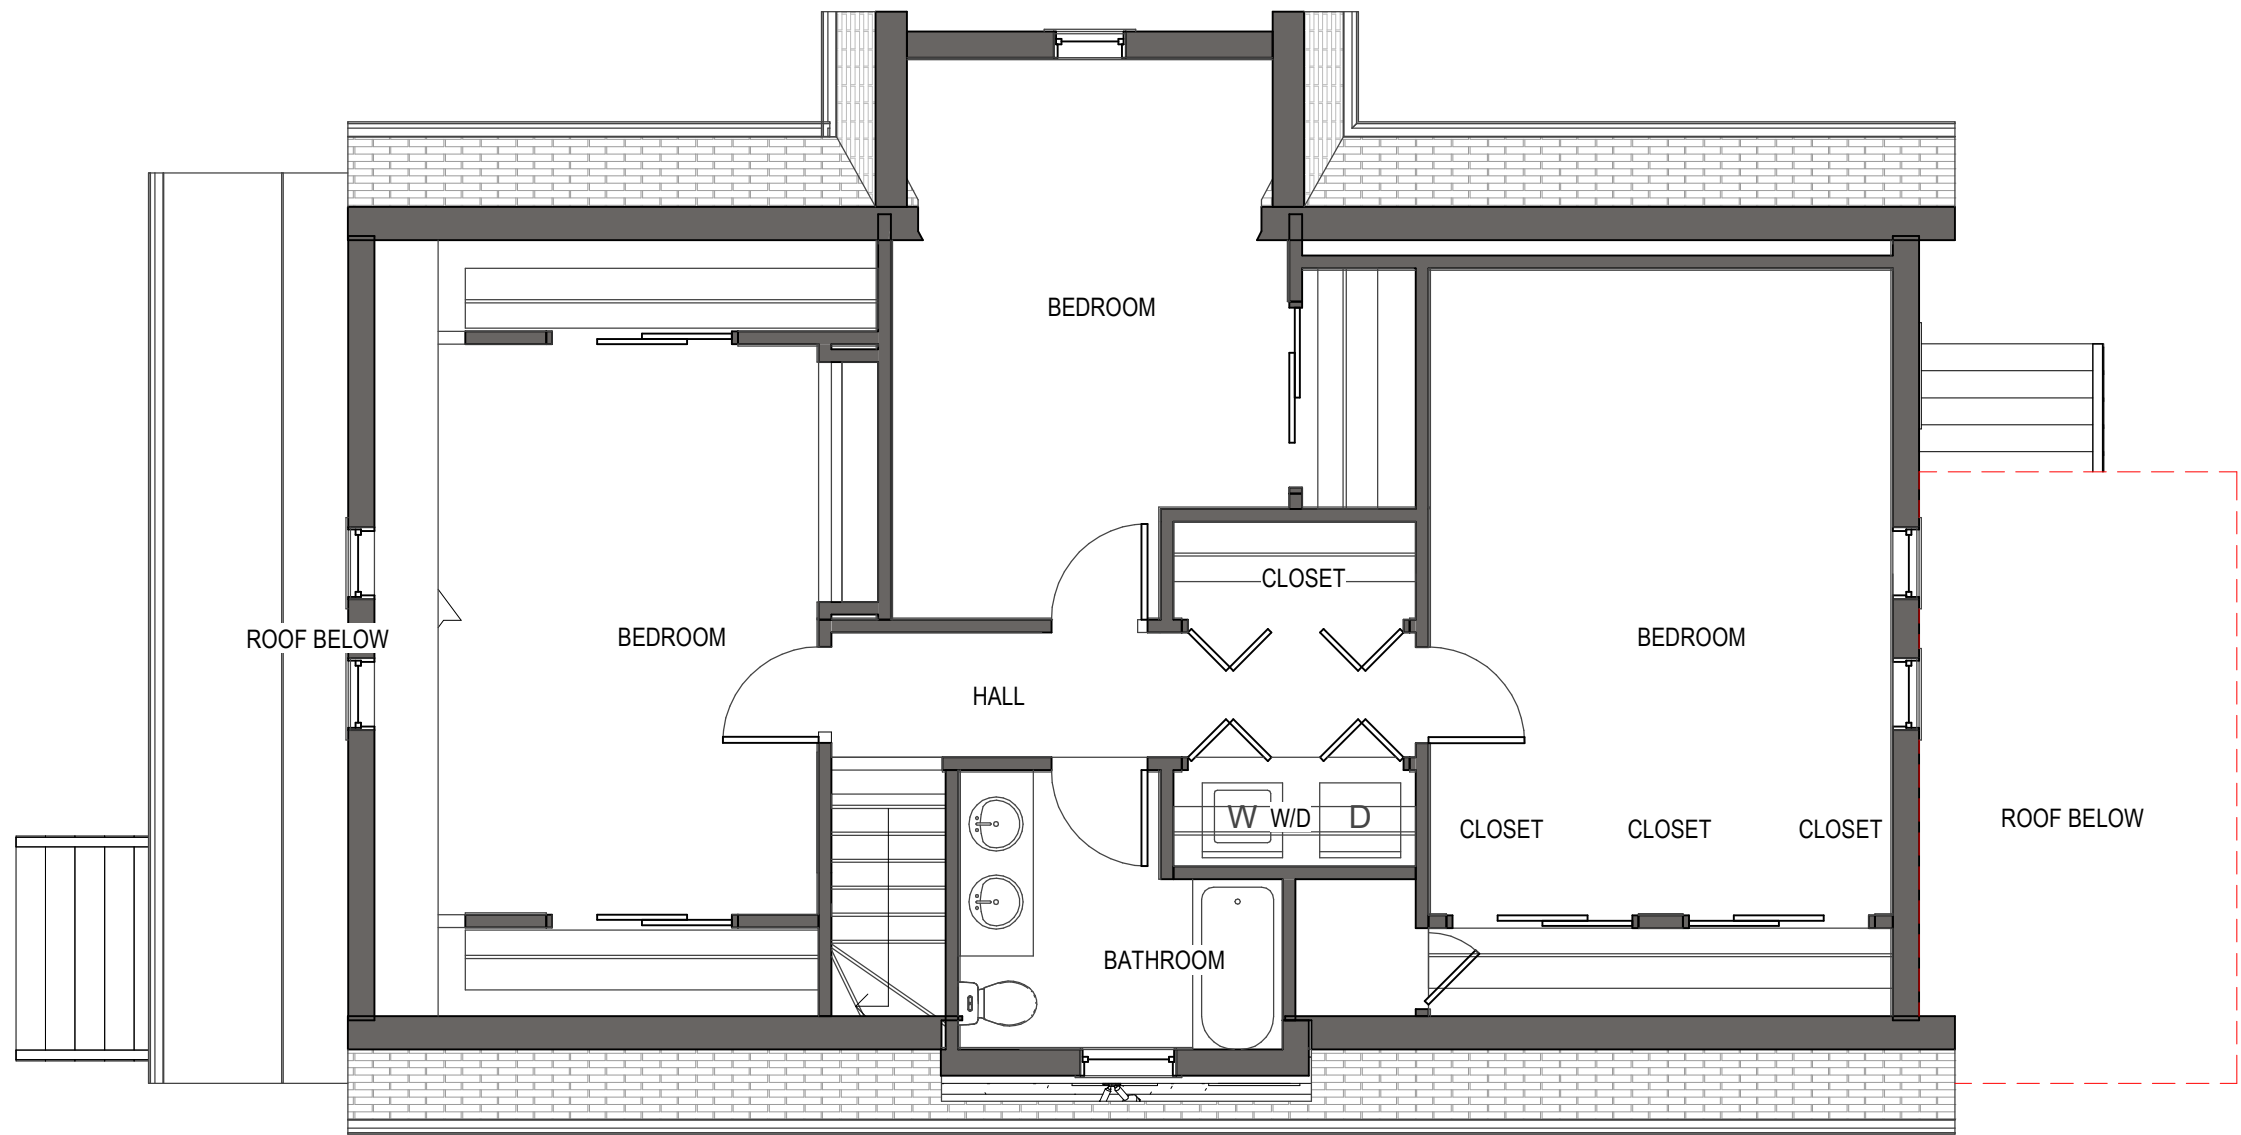 BEDROOM
CLOSET
ROOF BELOW
BEDROOM
BEDROOM
HALL
W
W/D
D
CLOSET
CLOSET
CLOSET
ROOF BELOW
BATHROOM